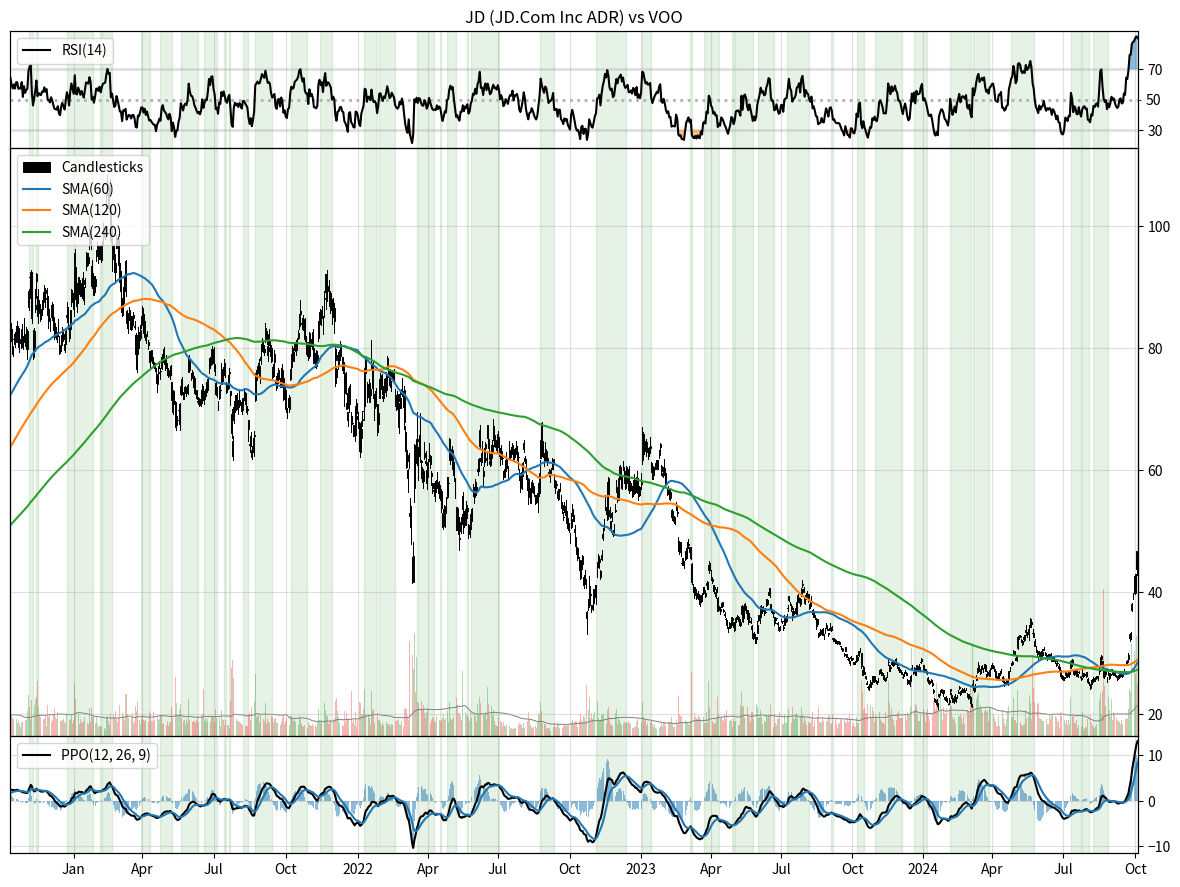 JD (JD.Com Inc ADR) vs VOO
RSI(14)
70
50
30
Candlesticks
SMA(60)
SMA(120)
SMA(240)
100
80
60
40
20
PPO(12, 26, 9)
10
0
−10
Jan Apr Jul Oct 2022 Apr Jul Oct 2023 Apr Jul Oct 2024 Apr Jul Oct